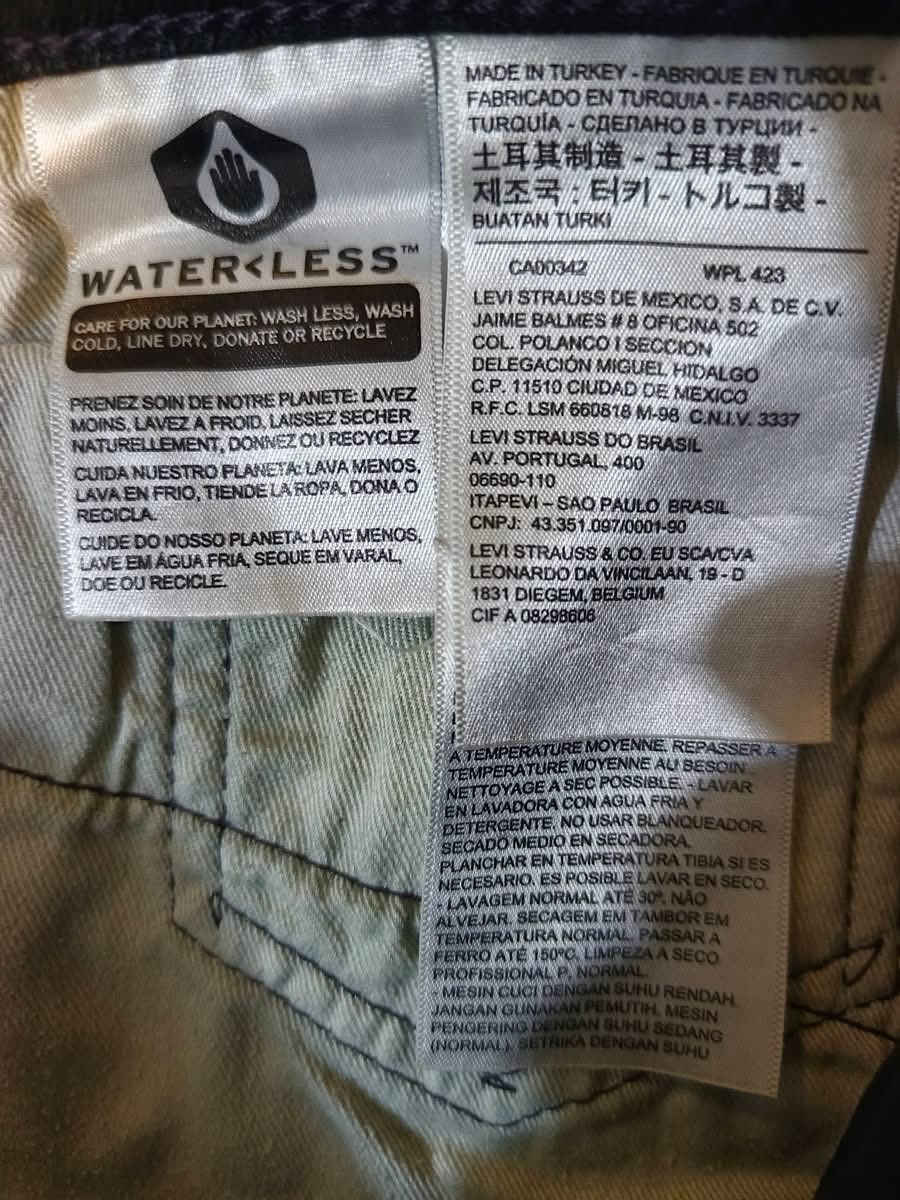 WATER<LESS™
CARE FOR OUR PLANET: WASH LESS, WASH
COLD, LINE DRY, DONATE OR RECYCLE
PRENEZ SOIN DE NOTRE PLANETE: LAVEZ
MOINS, LAVEZ A FROID. LAISSEZ SECHER
NATURELLEMENT, DONNEZ OU RECYCLEZ
CUIDA NUESTRO PLANETA: LAVA MENOS,
LAVA EN FRIO, TIENDE LA ROPA, DONA O
RECICLA.
CUIDE DO NOSSO PLANETA: LAVE MENOS,
LAVE EM ÁGUA FRIA, SEQUE EM VARAL,
DOE OU RECICLE.
MADE IN TURKEY - FABRIQUE EN TURQUIE -
FABRICADO EN TURQUIA - FABRICADO NA
TURQUÍA - СДЕЛАНО В ТУРЦИИ -
土耳其制造 - 土耳其製 -
제조국 : 터키 - トルコ製 -
BUATAN TURKI
CA00342 WPL 423
LEVI STRAUSS DE MEXICO, S.A. DE C.V.
JAIME BALMES # 8 OFICINA 502
COL. POLANCO I SECCION
DELEGACIÓN MIGUEL HIDALGO
C.P. 11510 CIUDAD DE MEXICO
R.F.C. LSM 660818 M-98 C.N.I.V. 3337
LEVI STRAUSS DO BRASIL
AV. PORTUGAL, 400
06690-110
ITAPEVI – SAO PAULO BRASIL
CNPJ: 43.351.097/0001-90
LEVI STRAUSS & CO. EU SCA/CVA
LEONARDO DA VINCILAAN, 19 - D
1831 DIEGEM, BELGIUM
CIF A 08298606
A TEMPERATURE MOYENNE. REPASSER A
TEMPERATURE MOYENNE AU BESOIN
NETTOYAGE A SEC POSSIBLE. - LAVAR
EN LAVADORA CON AGUA FRIA Y
DETERGENTE. NO USAR BLANQUEADOR.
SECADO MEDIO EN SECADORA.
PLANCHAR EN TEMPERATURA TIBIA SI ES
NECESARIO. ES POSIBLE LAVAR EN SECO.
- LAVAGEM NORMAL ATÉ 30º. NÃO
ALVEJAR. SECAGEM EM TAMBOR EM
TEMPERATURA NORMAL. PASSAR A
FERRO ATÉ 150ºC. LIMPEZA A SECO
PROFISSIONAL P, NORMAL.
- MESIN CUCI DENGAN SUHU RENDAH.
JANGAN GUNAKAN PEMUTIH. MESIN
PENGERING DENGAN SUHU SEDANG
(NORMAL). SETRIKA DENGAN SUHU